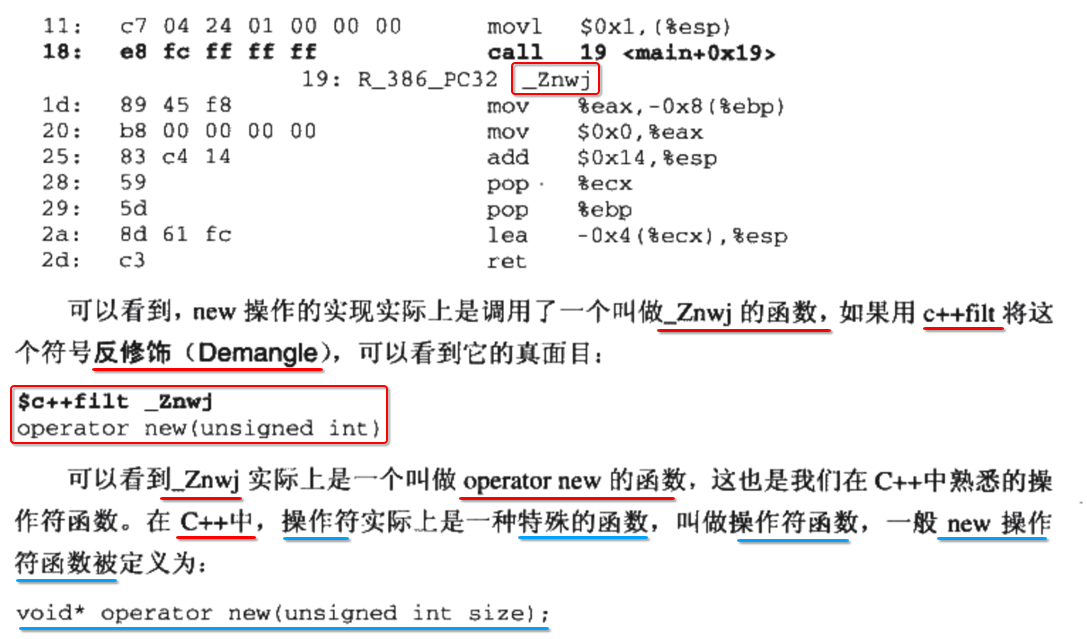 11: c7 04 24 01 00 00 00 movl $0x1,(%esp)
18: e8 fc ff ff ff call 19 <main+0x19>
19: R_386_PC32 _Znwj
1d: 89 45 f8 mov %eax,-0x8(%ebp)
20: b8 00 00 00 00 mov $0x0,%eax
25: 83 c4 14 add $0x14,%esp
28: 59 pop %ecx
29: 5d pop %ebp
2a: 8d 61 fc lea -0x4(%ecx),%esp
2d: c3 ret
可以看到，new 操作的实现实际上是调用了一个叫做_Znwj 的函数，如果用 c++filt 将这
个符号反修饰（Demangle），可以看到它的真面目：
$c++filt _Znwj
operator new(unsigned int)
可以看到_Znwj 实际上是一个叫做 operator new 的函数，这也是我们在 C++中熟悉的操
作符函数。在 C++中，操作符实际上是一种特殊的函数，叫做操作符函数，一般 new 操作
符函数被定义为：
void* operator new(unsigned int size);